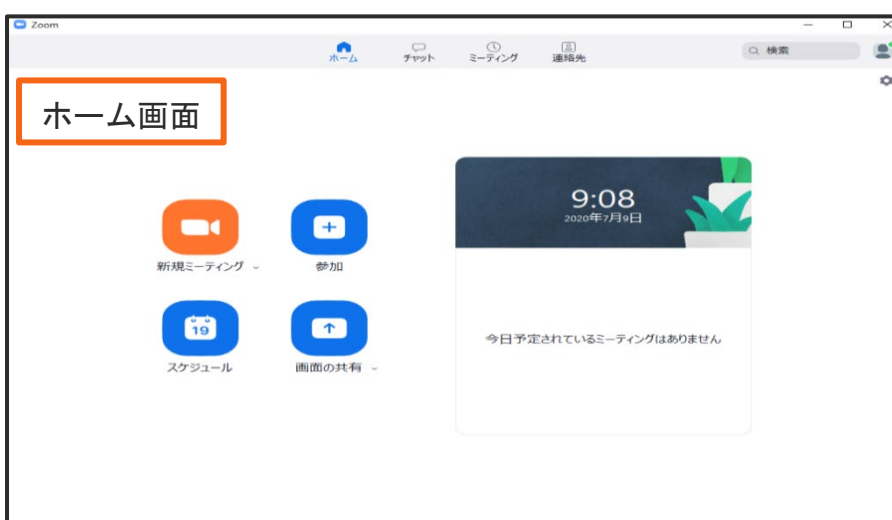 Zoom
ホーム
チャット
ミーティング
連絡先
検索
ホーム画面
9:08
2020年7月9日
新規ミーティング
参加
19
スケジュール
画面の共有
今日予定されているミーティングはありません